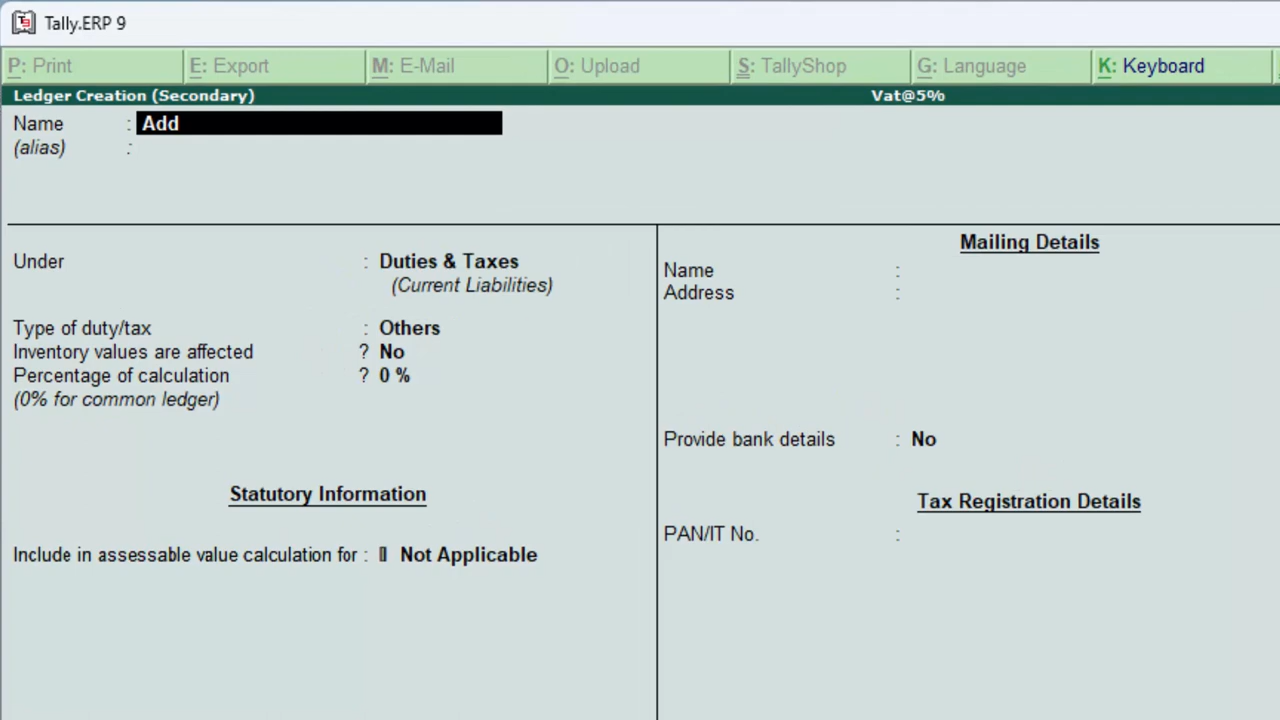 Tally.ERP 9
P: Print E: Export M: E-Mail O: Upload S: TallyShop G: Language K: Keyboard
Ledger Creation (Secondary) Vat@5%
Name : Add
(alias) :
Mailing Details
Under : Duties & Taxes
(Current Liabilities)
Name :
Address :
Type of duty/tax : Others
Inventory values are affected ? No
Percentage of calculation ? 0 %
(0% for common ledger)
Provide bank details : No
Statutory Information
Tax Registration Details
PAN/IT No. :
Include in assessable value calculation for : Not Applicable